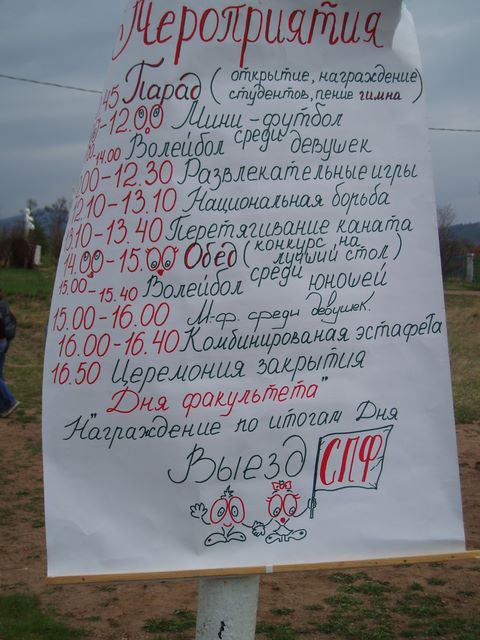 Мероприятия
45 Парад (открытие, награждение)
студентов, пение гимна
-12.00 Мини-футбол
-14.00 Волейбол среди девушек
00-12.30 Развлекательные игры
12.10-13.10 Национальная борьба
13.10-13.40 Перетягивание каната
14.00-15.00 Обед (конкурс на
лучший стол)
15.00-15.40 Волейбол среди юношей
15.00-16.00 М-ф. среди девушек.
16.00-16.40 Комбинированая эстафета
16.50 Церемония закрытия
Дня факультета"
Награждение по итогам Дня
Выезд СПФ